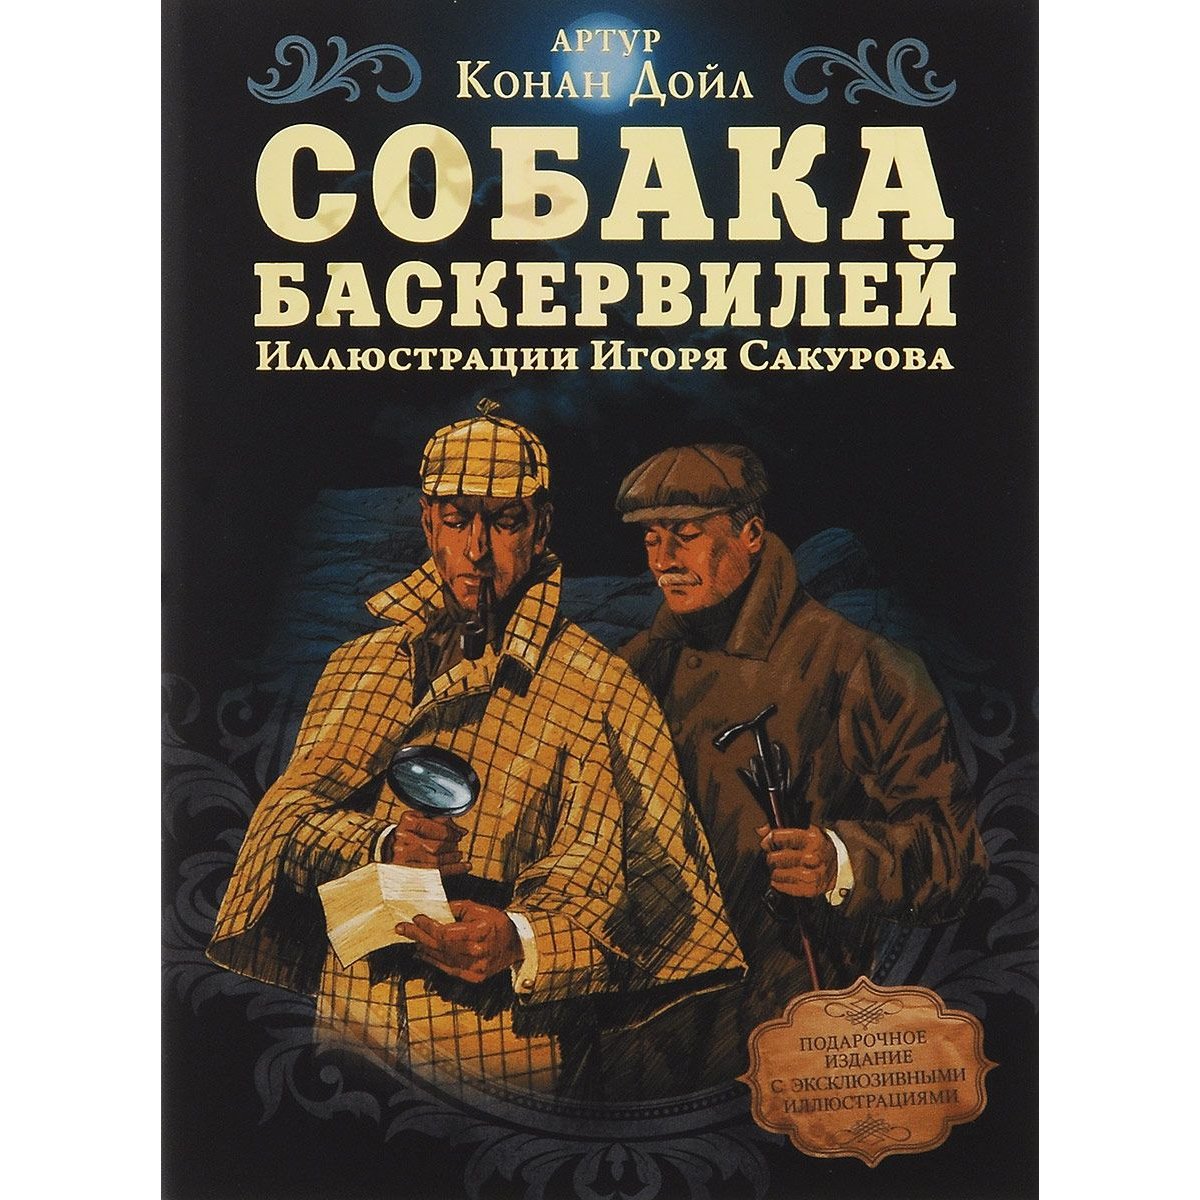 АРТУР
КОНАН ДОЙЛ
СОБАКА
БАСКЕРВИЛЕЙ
ИЛЛЮСТРАЦИИ ИГОРЯ САКУРОВА
ПОДАРОЧНОЕ
ИЗДАНИЕ
С ЭКСКЛЮЗИВНЫМИ
ИЛЛЮСТРАЦИЯМИ